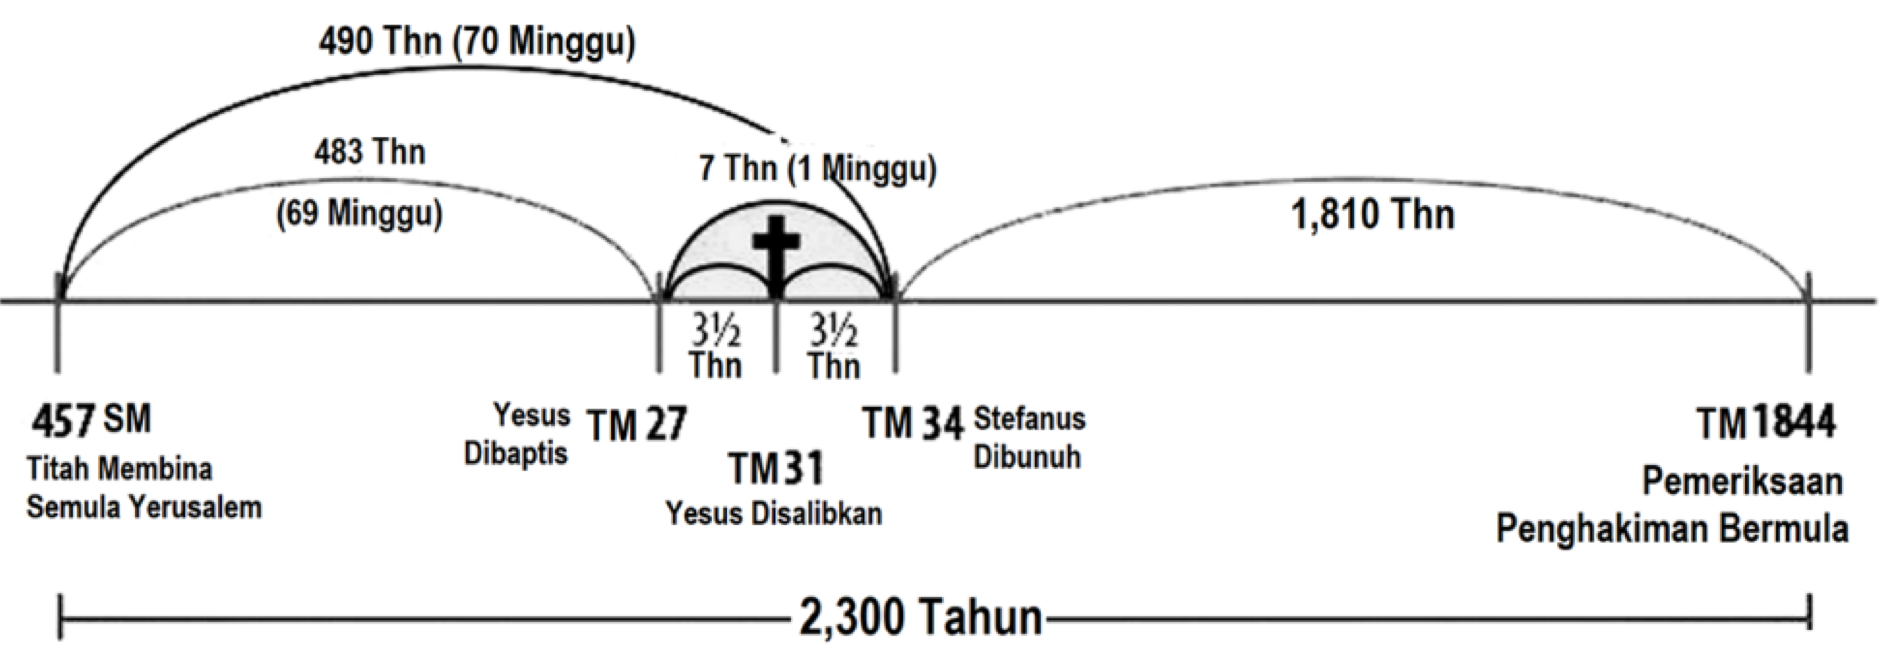 490 Thn (70 Minggu)
483 Thn
(69 Minggu)
7 Thn (1 Minggu)
1,810 Thn
3½
Thn
3½
Thn
457 SM
Titah Membina
Semula Yerusalem
Yesus
Dibaptis
TM 27
TM 31
Yesus Disalibkan
TM 34
Stefanus
Dibunuh
TM 1844
Pemeriksaan
Penghakiman Bermula
2,300 Tahun